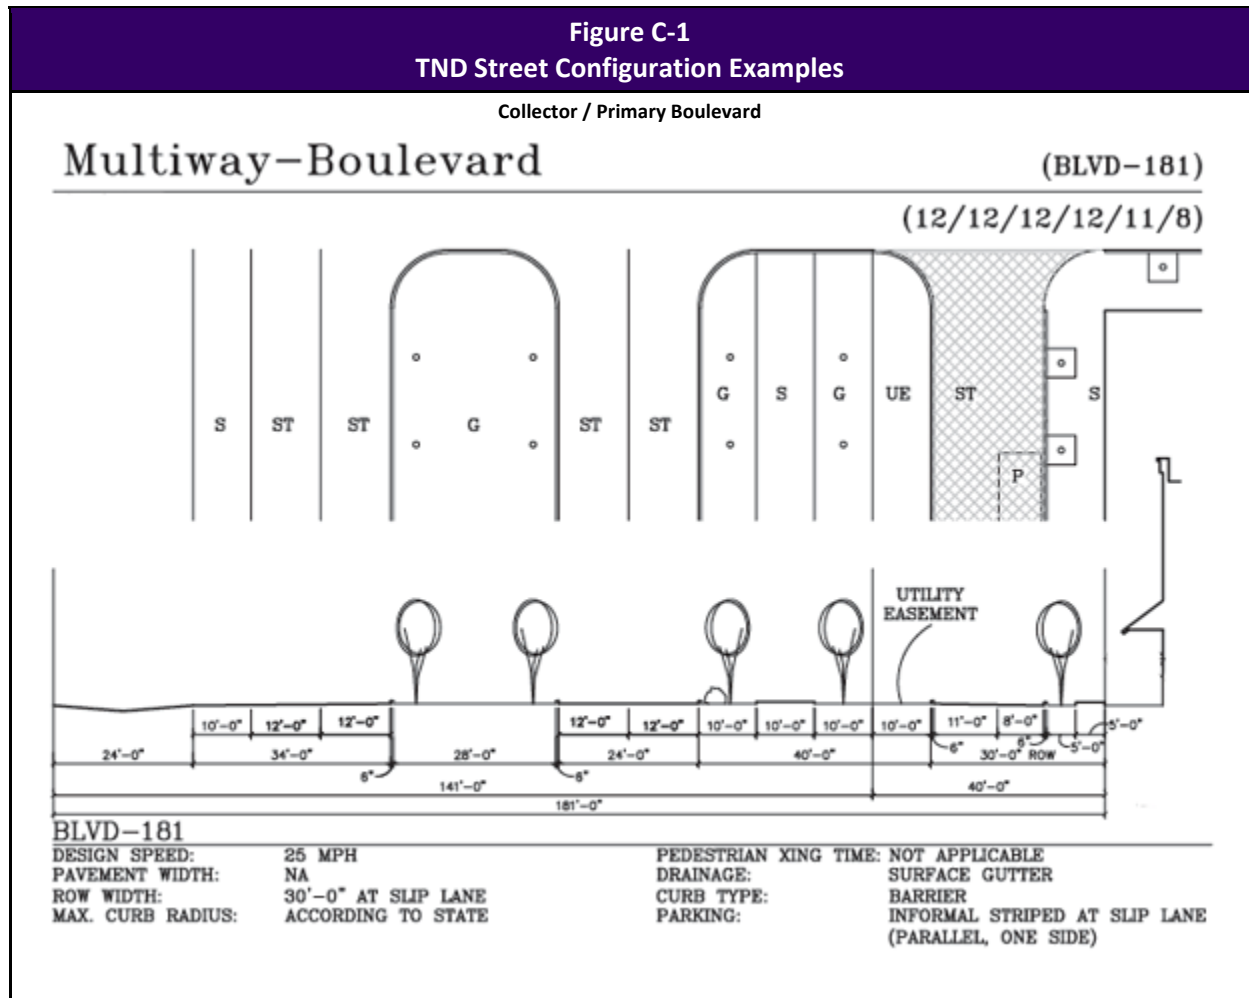 Figure C-1
TND Street Configuration Examples
Collector / Primary Boulevard
Multiway-Boulevard (BLVD-181)
(12/12/12/12/11/8)
S ST ST G ST ST G S G UE ST S
P
UTILITY
EASEMENT
10'-0" 12'-0" 12'-0" 12'-0" 12'-0" 10'-0" 10'-0" 10'-0" 10'-0" 11'-0" 8'-0" 5'-0"
24'-0" 34'-0" 28'-0" 24'-0" 40'-0" 6" 30'-0" ROW 6" 5'-0"
6" 6"
141'-0" 40'-0"
181'-0"
BLVD-181
DESIGN SPEED: 25 MPH PEDESTRIAN XING TIME: NOT APPLICABLE
PAVEMENT WIDTH: NA DRAINAGE: SURFACE GUTTER
ROW WIDTH: 30'-0" AT SLIP LANE CURB TYPE: BARRIER
MAX. CURB RADIUS: ACCORDING TO STATE PARKING: INFORMAL STRIPED AT SLIP LANE
(PARALLEL, ONE SIDE)